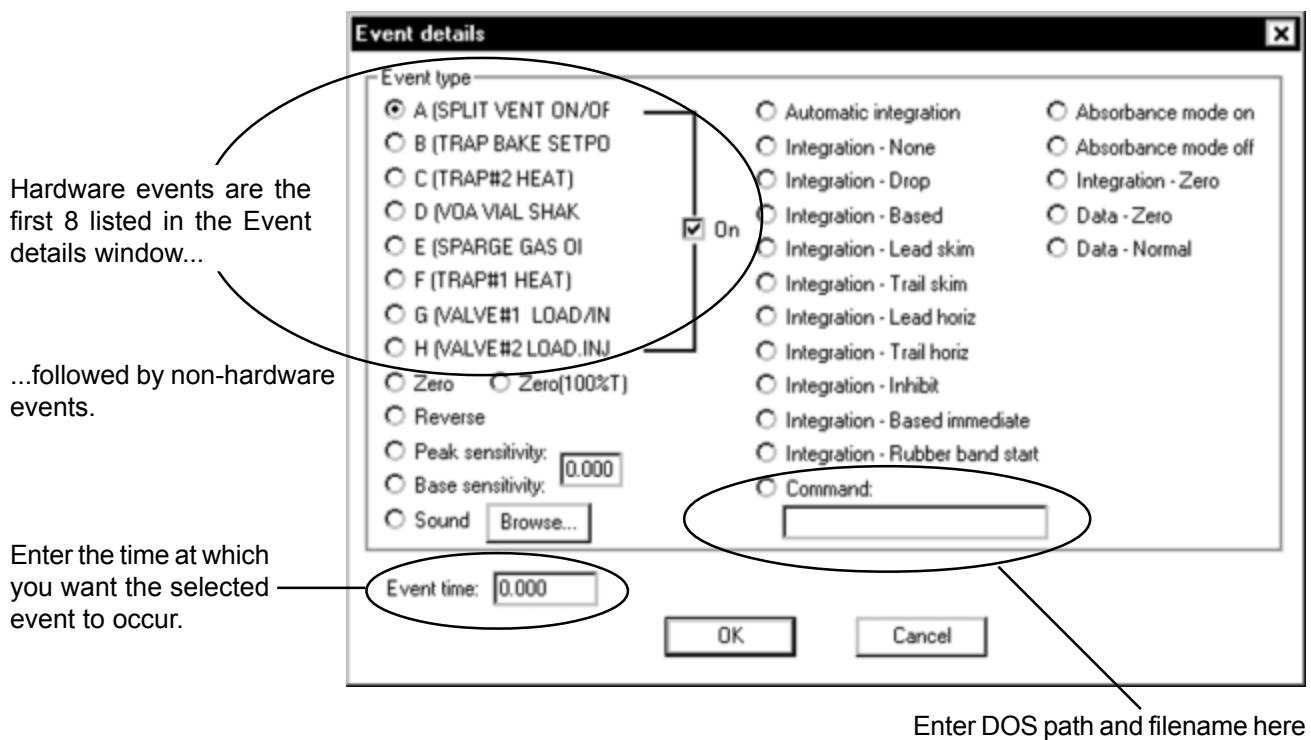 Event details
Event type
A (SPLIT VENT ON/OF
B (TRAP BAKE SETPO
C (TRAP#2 HEAT)
D (VOA VIAL SHAK
E (SPARGE GAS OI
F (TRAP#1 HEAT)
G (VALVE#1 LOAD/IN
H (VALVE#2 LOAD.INJ
On
Zero Zero(100%T)
Reverse
Peak sensitivity:
0.000
Base sensitivity:
Sound Browse...
Automatic integration
Integration - None
Integration - Drop
Integration - Based
Integration - Lead skim
Integration - Trail skim
Integration - Lead horiz
Integration - Trail horiz
Integration - Inhibit
Integration - Based immediate
Integration - Rubber band start
Command:
Absorbance mode on
Absorbance mode off
Integration - Zero
Data - Zero
Data - Normal
Event time: 0.000
OK Cancel
Hardware events are the
first 8 listed in the Event
details window...
...followed by non-hardware
events.
Enter the time at which
you want the selected
event to occur.
Enter DOS path and filename here